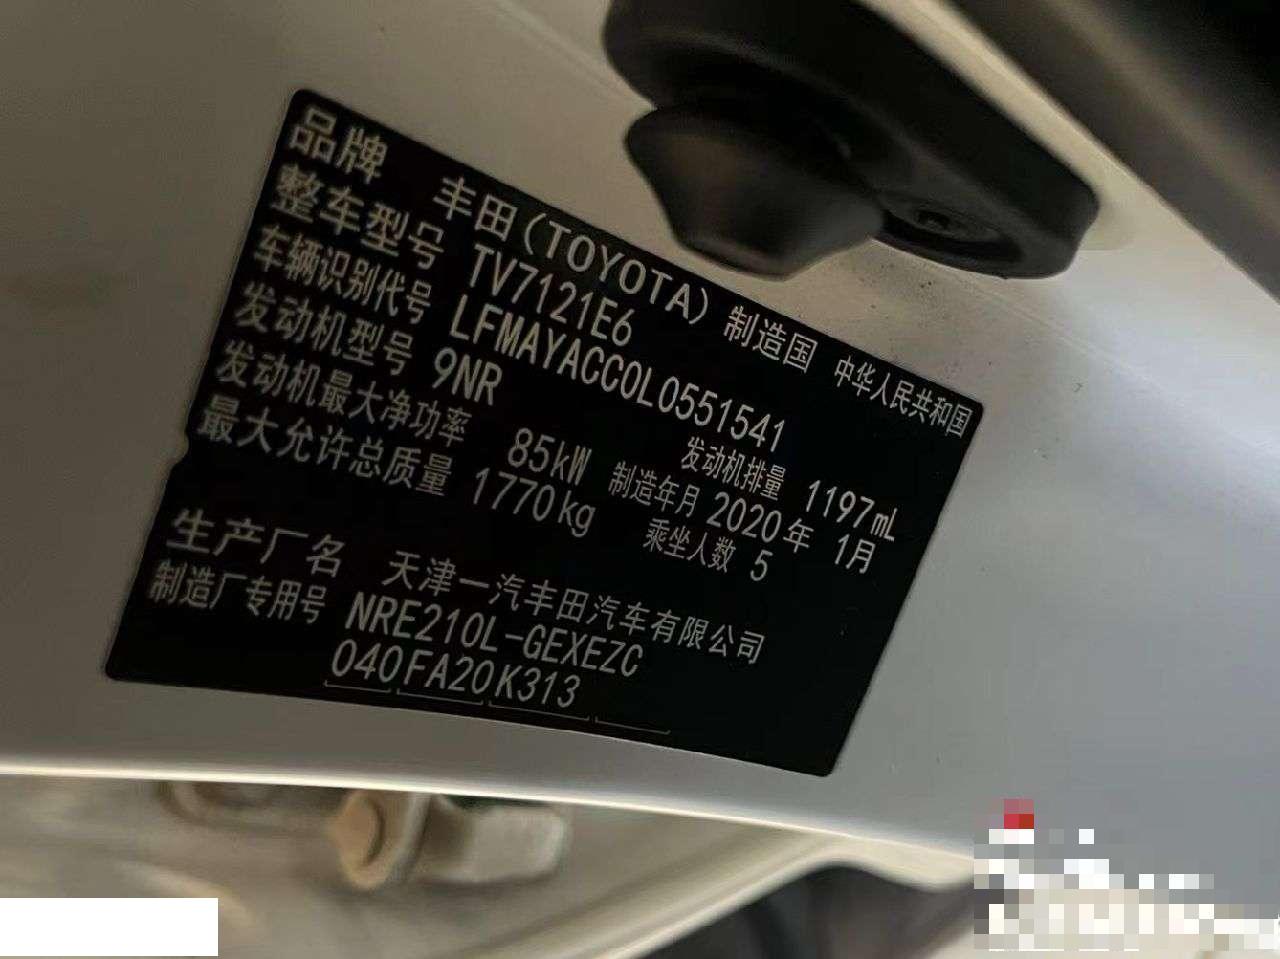 品牌 丰田(TOYOTA) 制造国 中华人民共和国
整车型号 TV7121E6
车辆识别代号 LFMAYACC0L0551541
发动机型号 9NR 发动机排量 1197mL
发动机最大净功率 85kW 制造年月 2020年 1月
最大允许总质量 1770kg 乘坐人数 5
生产厂名 天津一汽丰田汽车有限公司
制造厂专用号 NRE210L-GEXEZC
040FA20K313